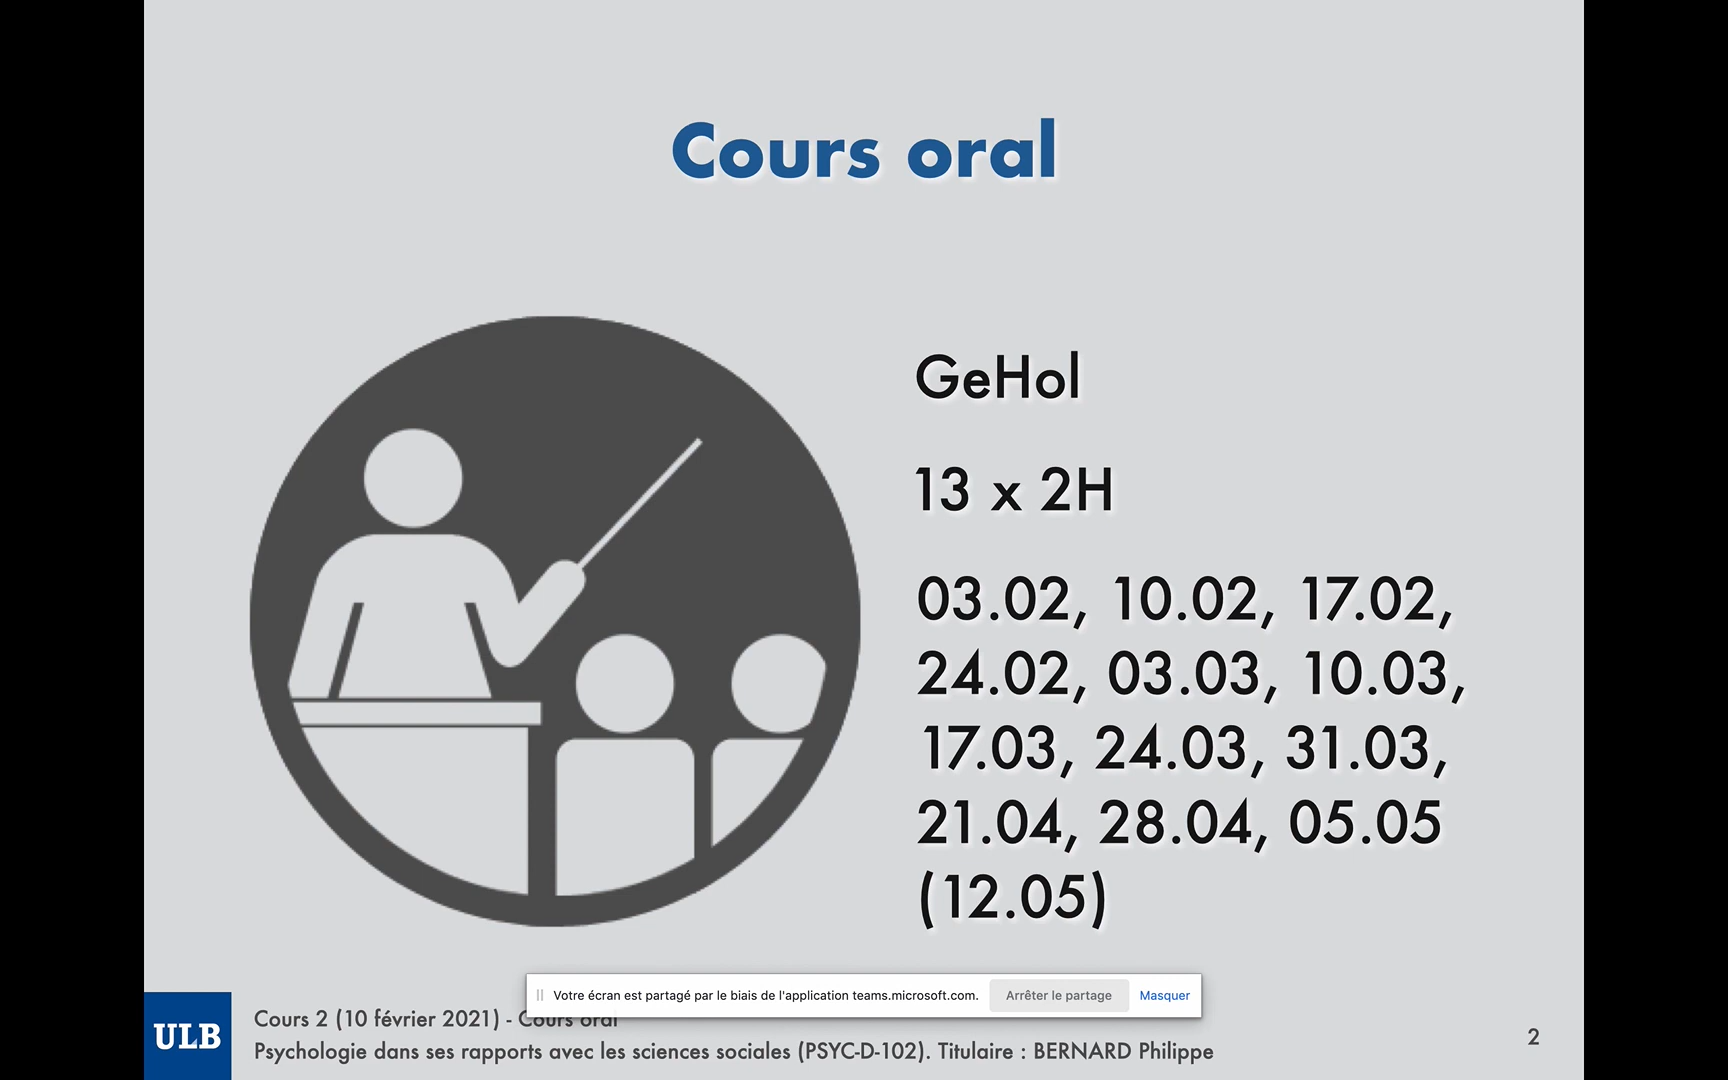 Cours oral
GeHol
13 x 2H
03.02, 10.02, 17.02,
24.02, 03.03, 10.03,
17.03, 24.03, 31.03,
21.04, 28.04, 05.05
(12.05)
Votre écran est partagé par le biais de l'application teams.microsoft.com. Arrêter le partage Masquer
ULB
Cours 2 (10 février 2021) - Cours oral
Psychologie dans ses rapports avec les sciences sociales (PSYC-D-102). Titulaire : BERNARD Philippe
2